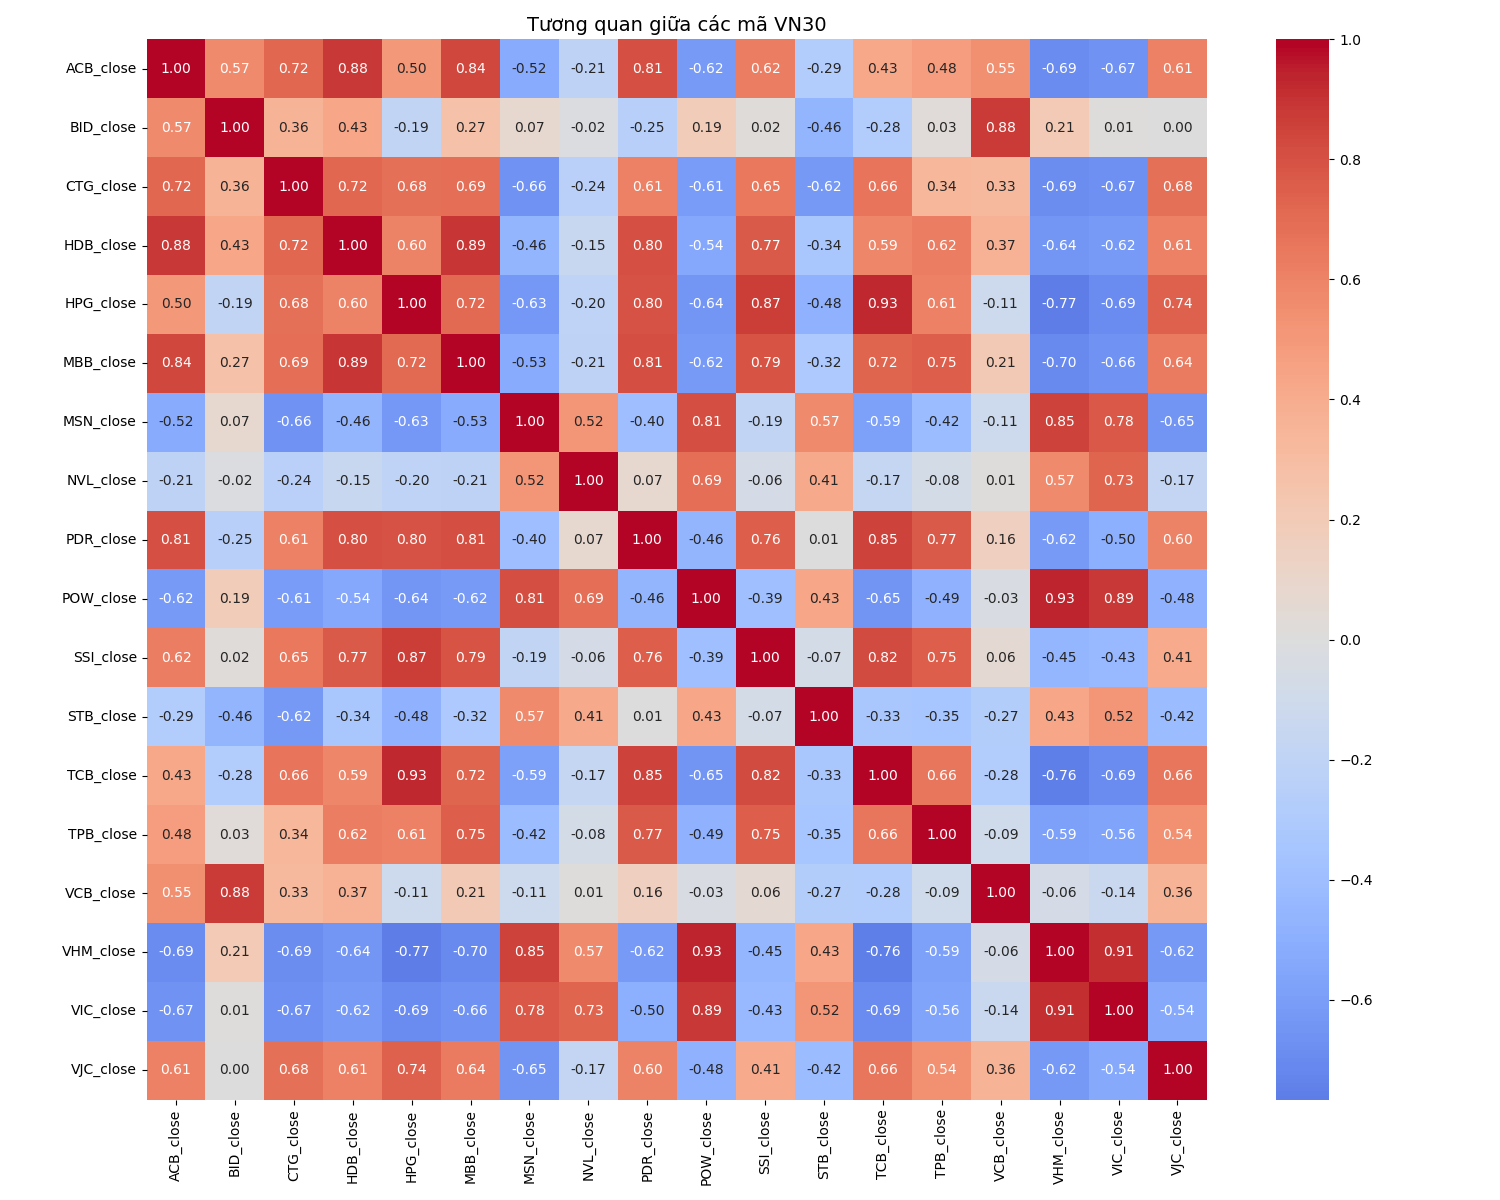 Tương quan giữa các mã VN30
ACB_close 1.00 0.57 0.72 0.88 0.50 0.84 -0.52 -0.21 0.81 -0.62 0.62 -0.29 0.43 0.48 0.55 -0.69 -0.67 0.61
BID_close 0.57 1.00 0.36 0.43 -0.19 0.27 0.07 -0.02 -0.25 0.19 0.02 -0.46 -0.28 0.03 0.88 0.21 0.01 0.00
CTG_close 0.72 0.36 1.00 0.72 0.68 0.69 -0.66 -0.24 0.61 -0.61 0.65 -0.62 0.66 0.34 0.33 -0.69 -0.67 0.68
HDB_close 0.88 0.43 0.72 1.00 0.60 0.89 -0.46 -0.15 0.80 -0.54 0.77 -0.34 0.59 0.62 0.37 -0.64 -0.62 0.61
HPG_close 0.50 -0.19 0.68 0.60 1.00 0.72 -0.63 -0.20 0.80 -0.64 0.87 -0.48 0.93 0.61 -0.11 -0.77 -0.69 0.74
MBB_close 0.84 0.27 0.69 0.89 0.72 1.00 -0.53 -0.21 0.81 -0.62 0.79 -0.32 0.72 0.75 0.21 -0.70 -0.66 0.64
MSN_close -0.52 0.07 -0.66 -0.46 -0.63 -0.53 1.00 0.52 -0.40 0.81 -0.19 0.57 -0.59 -0.42 -0.11 0.85 0.78 -0.65
NVL_close -0.21 -0.02 -0.24 -0.15 -0.20 -0.21 0.52 1.00 0.07 0.69 -0.06 0.41 -0.17 -0.08 0.01 0.57 0.73 -0.17
PDR_close 0.81 -0.25 0.61 0.80 0.80 0.81 -0.40 0.07 1.00 -0.46 0.76 0.01 0.85 0.77 0.16 -0.62 -0.50 0.60
POW_close -0.62 0.19 -0.61 -0.54 -0.64 -0.62 0.81 0.69 -0.46 1.00 -0.39 0.43 -0.65 -0.49 -0.03 0.93 0.89 -0.48
SSI_close 0.62 0.02 0.65 0.77 0.87 0.79 -0.19 -0.06 0.76 -0.39 1.00 -0.07 0.82 0.75 0.06 -0.45 -0.43 0.41
STB_close -0.29 -0.46 -0.62 -0.34 -0.48 -0.32 0.57 0.41 0.01 0.43 -0.07 1.00 -0.33 -0.35 -0.27 0.43 0.52 -0.42
TCB_close 0.43 -0.28 0.66 0.59 0.93 0.72 -0.59 -0.17 0.85 -0.65 0.82 -0.33 1.00 0.66 -0.28 -0.76 -0.69 0.66
TPB_close 0.48 0.03 0.34 0.62 0.61 0.75 -0.42 -0.08 0.77 -0.49 0.75 -0.35 0.66 1.00 -0.09 -0.59 -0.56 0.54
VCB_close 0.55 0.88 0.33 0.37 -0.11 0.21 -0.11 0.01 0.16 -0.03 0.06 -0.27 -0.28 -0.09 1.00 -0.06 -0.14 0.36
VHM_close -0.69 0.21 -0.69 -0.64 -0.77 -0.70 0.85 0.57 -0.62 0.93 -0.45 0.43 -0.76 -0.59 -0.06 1.00 0.91 -0.62
VIC_close -0.67 0.01 -0.67 -0.62 -0.69 -0.66 0.78 0.73 -0.50 0.89 -0.43 0.52 -0.69 -0.56 -0.14 0.91 1.00 -0.54
VJC_close 0.61 0.00 0.68 0.61 0.74 0.64 -0.65 -0.17 0.60 -0.48 0.41 -0.42 0.66 0.54 0.36 -0.62 -0.54 1.00
ACB_close BID_close CTG_close HDB_close HPG_close MBB_close MSN_close NVL_close PDR_close POW_close SSI_close STB_close TCB_close TPB_close VCB_close VHM_close VIC_close VJC_close
1.0
0.8
0.6
0.4
0.2
0.0
−0.2
−0.4
−0.6